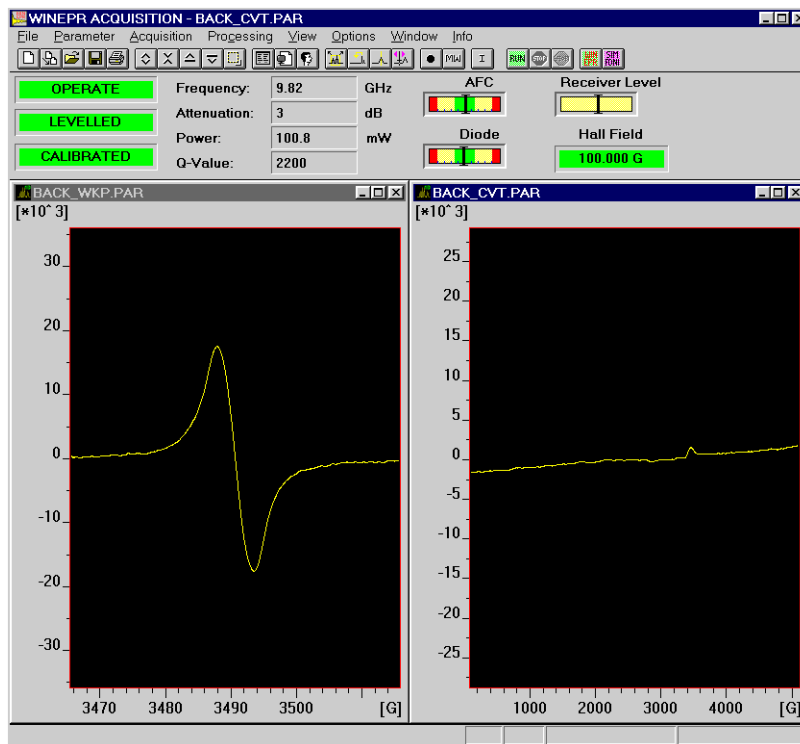 WINEPR ACQUISITION - BACK_CVT.PAR
File Parameter Acquisition Processing View Options Window Info
MW I RUN STOP WIN EPR SIM FONI
OPERATE
LEVELLED
CALIBRATED
Frequency: 9.82 GHz
Attenuation: 3 dB
Power: 100.8 mW
Q-Value: 2200
AFC
Diode
Receiver Level
Hall Field
100.000 G
BACK_WKP.PAR
[*10^ 3]
30
20
10
0
-10
-20
-30
3470 3480 3490 3500 [G]
BACK_CVT.PAR
[*10^ 3]
25
20
15
10
5
0
-5
-10
-15
-20
-25
1000 2000 3000 4000 [G]